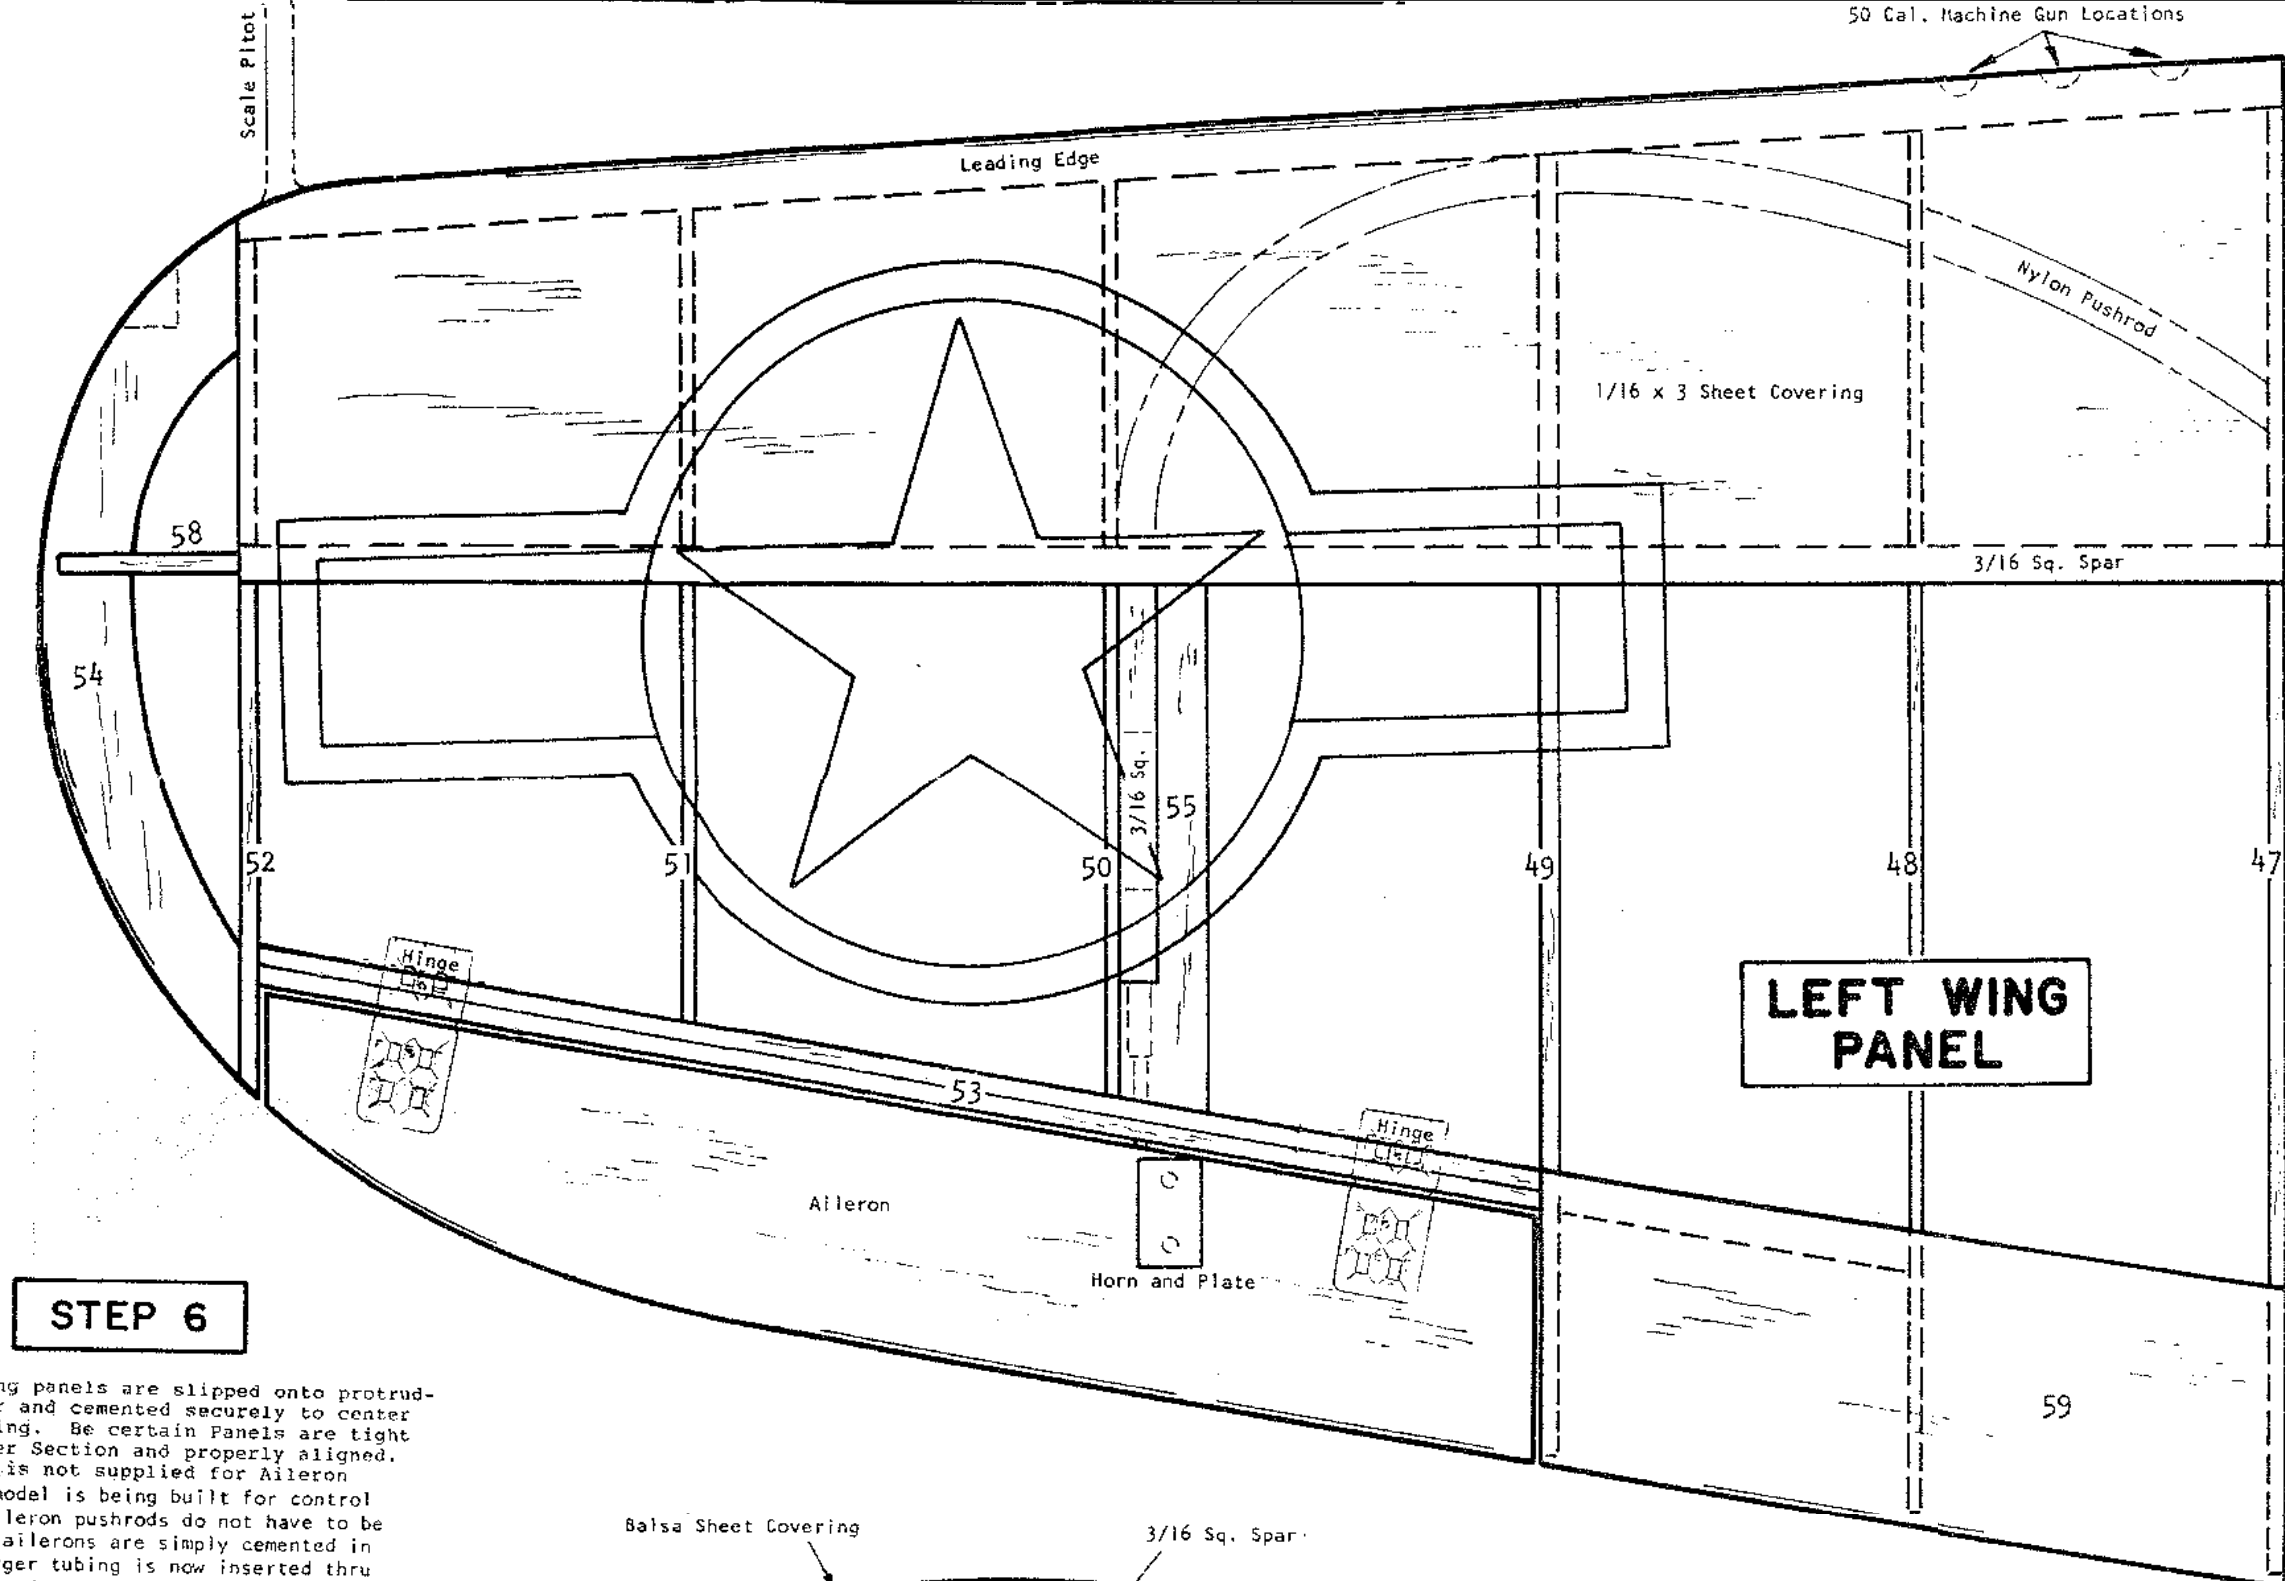 50 Cal. Machine Gun Locations
Scale Pitot
Leading Edge
Nylon Pushrod
1/16 x 3 Sheet Covering
58
3/16 Sq. Spar
54
3/16 Sq.
55
52
51
50
49
48
47
Hinge
LEFT WING
PANEL
53
Hinge
Aileron
Horn and Plate
STEP 6
59
ng panels are slipped onto protrud-
r and cemented securely to center
ing. Be certain Panels are tight
er Section and properly aligned.
is not supplied for Aileron
model is being built for control
leron pushrods do not have to be
ailerons are simply cemented in
ger tubing is now inserted thru
Balsa Sheet Covering
3/16 Sq. Spar